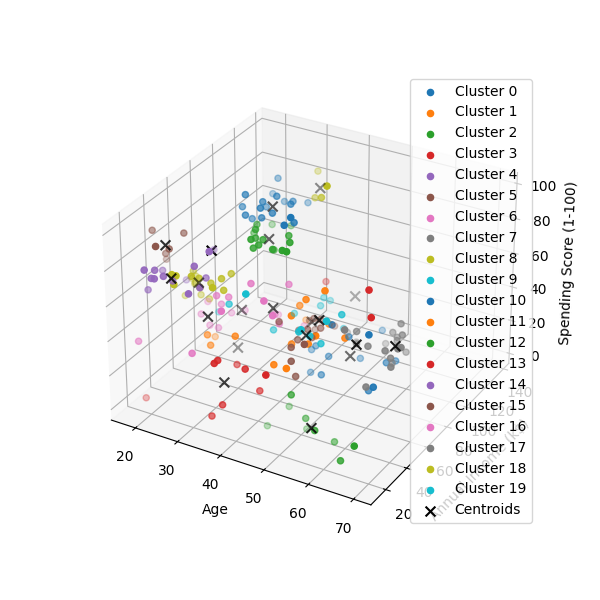 Cluster 0
Cluster 1
Cluster 2
Cluster 3
Cluster 4
Cluster 5
Cluster 6
Cluster 7
Cluster 8
Cluster 9
Cluster 10
Cluster 11
Cluster 12
Cluster 13
Cluster 14
Cluster 15
Cluster 16
Cluster 17
Cluster 18
Cluster 19
Centroids
100
80
60
40
20
0
Spending Score (1-100)
20
30
40
50
60
70
Age
20
40
60
100
120
140
Annual Income (k